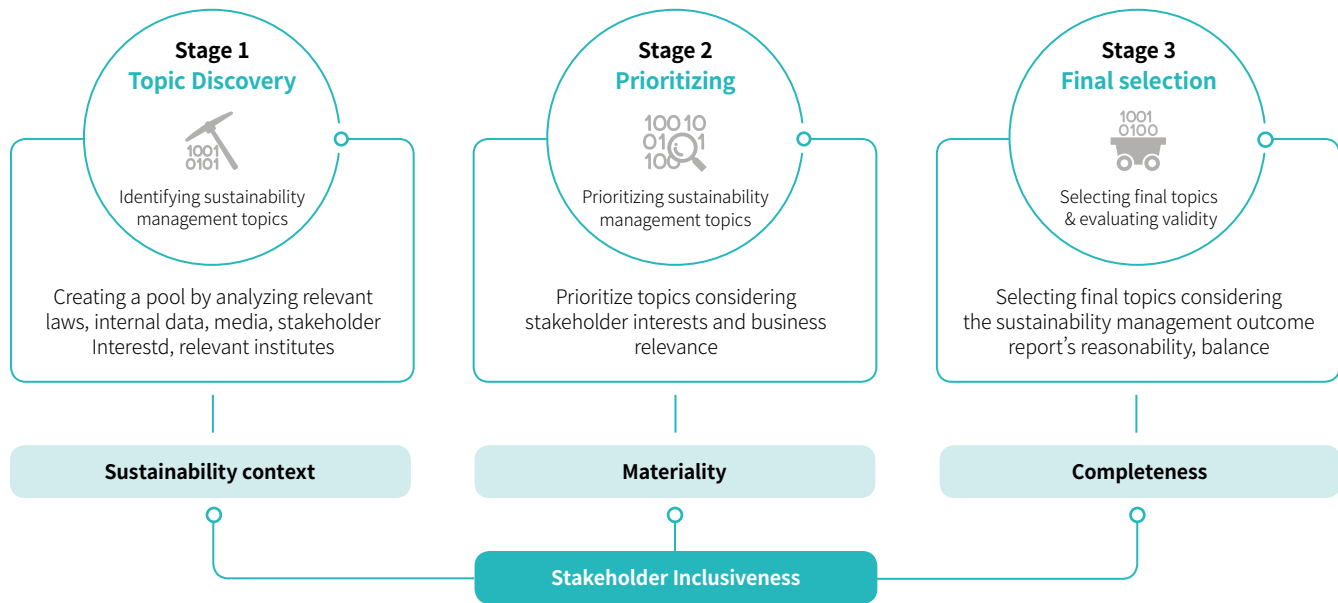 Stage 1
Topic Discovery
1001
0101
Identifying sustainability
management topics
Creating a pool by analyzing relevant
laws, internal data, media, stakeholder
Interestd, relevant institutes
Sustainability context
Stage 2
Prioritizing
10010
01 1
100
Prioritizing sustainability
management topics
Prioritize topics considering
stakeholder interests and business
relevance
Materiality
Stage 3
Final selection
1001
0100
Selecting final topics
& evaluating validity
Selecting final topics considering
the sustainability management outcome
report’s reasonability, balance
Completeness
Stakeholder Inclusiveness